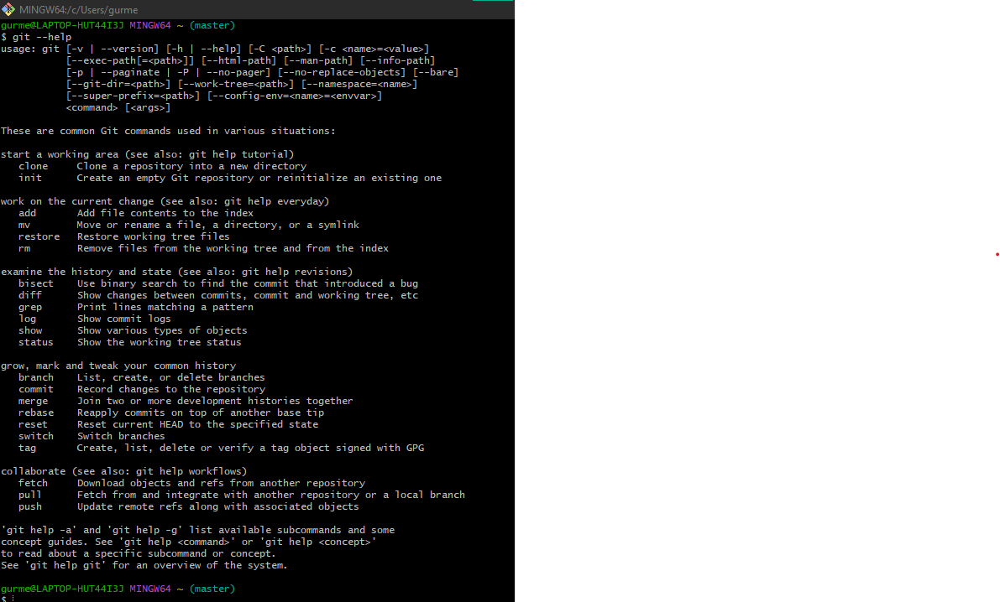 MINGW64:/c/Users/gurme
gurme@LAPTOP-HUT44I3J MINGW64 ~ (master)
$ git --help
usage: git [-v | --version] [-h | --help] [-C <path>] [-c <name>=<value>]
           [--exec-path[=<path>]] [--html-path] [--man-path] [--info-path]
           [-p | --paginate | -P | --no-pager] [--no-replace-objects] [--bare]
           [--git-dir=<path>] [--work-tree=<path>] [--namespace=<name>]
           [--super-prefix=<path>] [--config-env=<name>=<envvar>]
           <command> [<args>]

These are common Git commands used in various situations:

start a working area (see also: git help tutorial)
   clone     Clone a repository into a new directory
   init      Create an empty Git repository or reinitialize an existing one

work on the current change (see also: git help everyday)
   add       Add file contents to the index
   mv        Move or rename a file, a directory, or a symlink
   restore   Restore working tree files
   rm        Remove files from the working tree and from the index

examine the history and state (see also: git help revisions)
   bisect    Use binary search to find the commit that introduced a bug
   diff      Show changes between commits, commit and working tree, etc
   grep      Print lines matching a pattern
   log       Show commit logs
   show      Show various types of objects
   status    Show the working tree status

grow, mark and tweak your common history
   branch    List, create, or delete branches
   commit    Record changes to the repository
   merge     Join two or more development histories together
   rebase    Reapply commits on top of another base tip
   reset     Reset current HEAD to the specified state
   switch    Switch branches
   tag       Create, list, delete or verify a tag object signed with GPG

collaborate (see also: git help workflows)
   fetch     Download objects and refs from another repository
   pull      Fetch from and integrate with another repository or a local branch
   push      Update remote refs along with associated objects

'git help -a' and 'git help -g' list available subcommands and some
concept guides. See 'git help <command>' or 'git help <concept>'
to read about a specific subcommand or concept.
See 'git help git' for an overview of the system.

gurme@LAPTOP-HUT44I3J MINGW64 ~ (master)
$